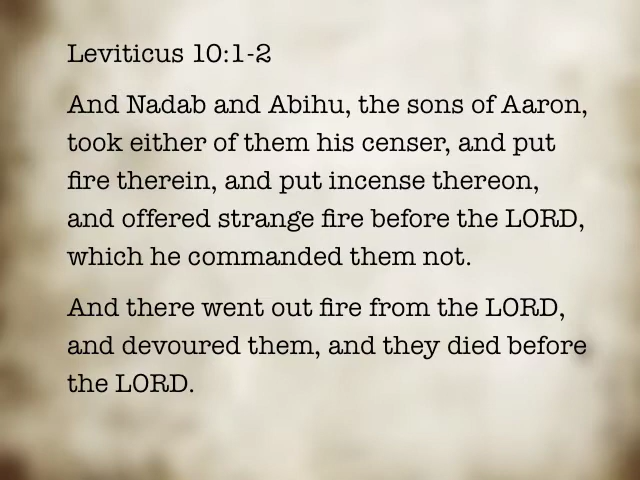 Leviticus 10:1-2
And Nadab and Abihu, the sons of Aaron,
took either of them his censer, and put
fire therein, and put incense thereon,
and offered strange fire before the LORD,
which he commanded them not.
And there went out fire from the LORD,
and devoured them, and they died before
the LORD.